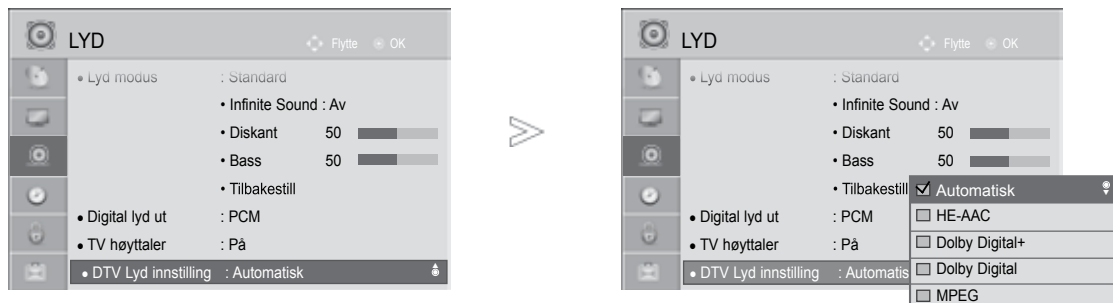 LYD Flytte OK
• Lyd modus : Standard
• Infinite Sound : Av
• Diskant 50
• Bass 50
• Tilbakestill
• Digital lyd ut : PCM
• TV høyttaler : På
• DTV Lyd innstilling : Automatisk
LYD Flytte OK
• Lyd modus : Standard
• Infinite Sound : Av
• Diskant 50
• Bass 50
• Tilbakestill
• Digital lyd ut : PCM
• TV høyttaler : På
• DTV Lyd innstilling : Automatis
Automatisk
HE-AAC
Dolby Digital+
Dolby Digital
MPEG